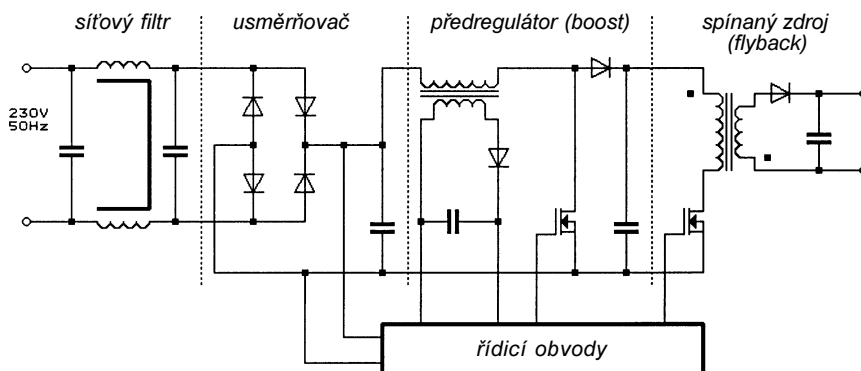 síťový filtr
usměrňovač
předregulátor (boost)
spínaný zdroj
(flyback)
230V
50Hz
řídicí obvody